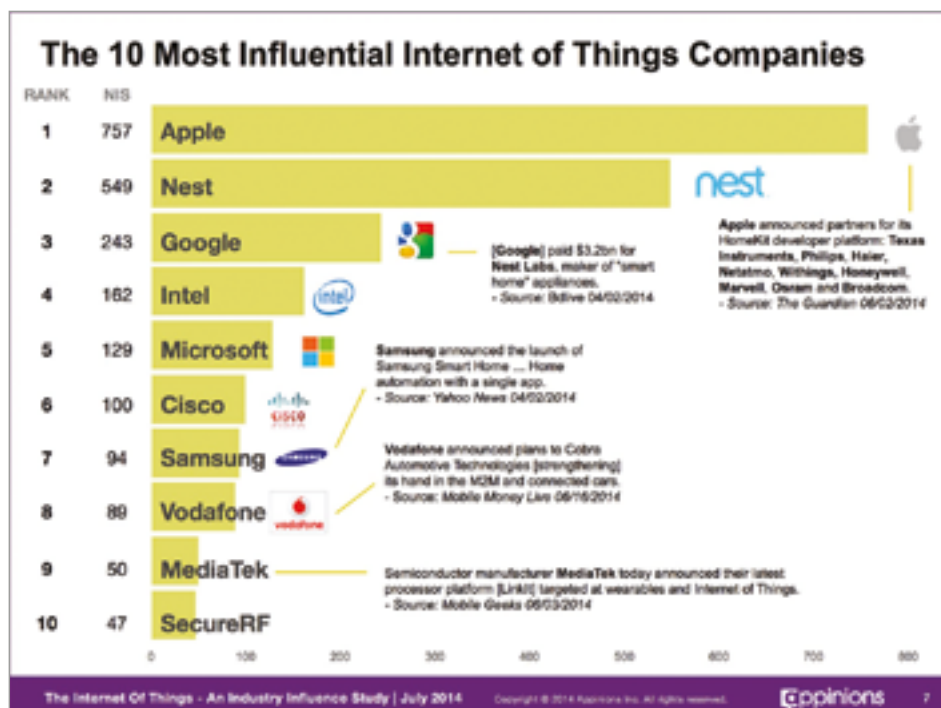 The 10 Most Influential Internet of Things Companies
RANK NIS
1 757 Apple
2 549 Nest
nest
3 243 Google
[Google] paid $3.2bn for
Nest Labs, maker of "smart
home" appliances.
- Source: Bdlive 04/02/2014
Apple announced partners for its
HomeKit developer platform: Texas
Instruments, Philips, Haier,
Netatmo, Withings, Honeywell,
Marvell, Osram and Broadcom.
- Source: The Guardian 06/02/2014
4 162 Intel
intel
5 129 Microsoft
Samsung announced the launch of
Samsung Smart Home ... Home
automation with a single app.
- Source: Yahoo News 04/02/2014
6 100 Cisco
CISCO
7 94 Samsung
SAMSUNG
Vodafone announced plans to Cobra
Automotive Technologies [strengthening]
its hand in the M2M and connected cars.
- Source: Mobile Money Live 06/16/2014
8 89 Vodafone
vodafone
9 50 MediaTek
Semiconductor manufacturer MediaTek today announced their latest
processor platform [LinkIt] targeted at wearables and Internet of Things.
- Source: Mobile Geeks 06/03/2014
10 47 SecureRF
0 100 200 300 400 500 600 700 800
The Internet Of Things - An Industry Influence Study | July 2014
Copyright © 2014 Appinions Inc. All rights reserved.
appinions
7